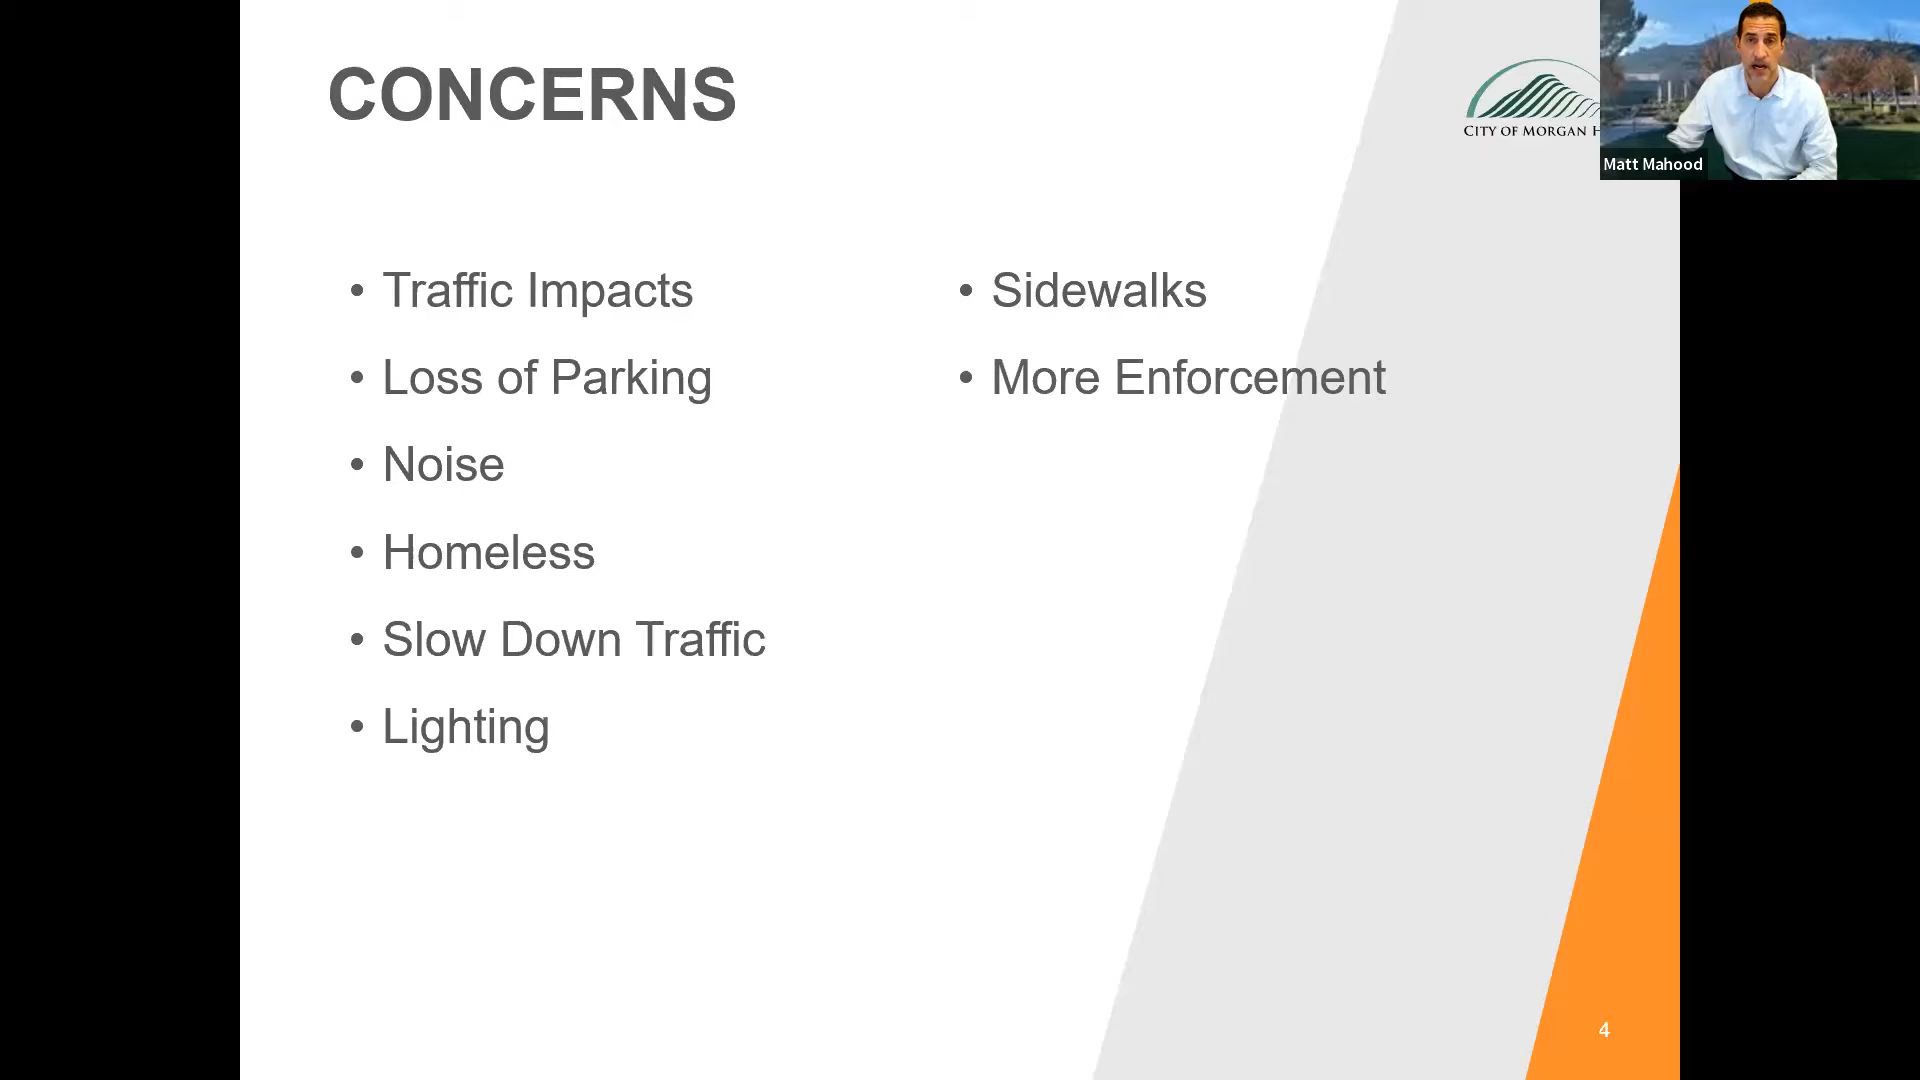 CONCERNS
CITY OF MORGAN H
Matt Mahood
• Traffic Impacts
• Loss of Parking
• Noise
• Homeless
• Slow Down Traffic
• Lighting
• Sidewalks
• More Enforcement
4